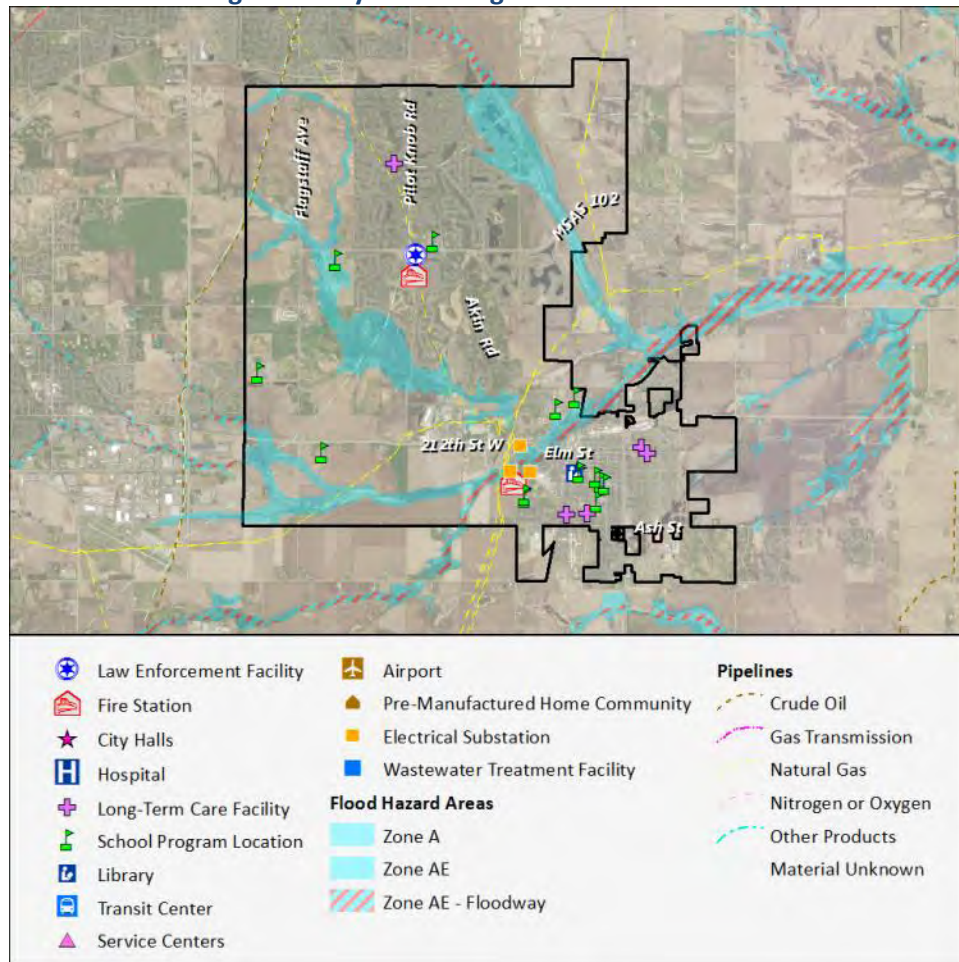 Flagstaff Ave
Pilot Knob Rd
MSAS 102
Akin Rd
212th St W
Elm St
Ash St
Law Enforcement Facility
Fire Station
City Halls
Hospital
Long-Term Care Facility
School Program Location
Library
Transit Center
Service Centers
Airport
Pre-Manufactured Home Community
Electrical Substation
Wastewater Treatment Facility
Flood Hazard Areas
Zone A
Zone AE
Zone AE - Floodway
Pipelines
Crude Oil
Gas Transmission
Natural Gas
Nitrogen or Oxygen
Other Products
Material Unknown